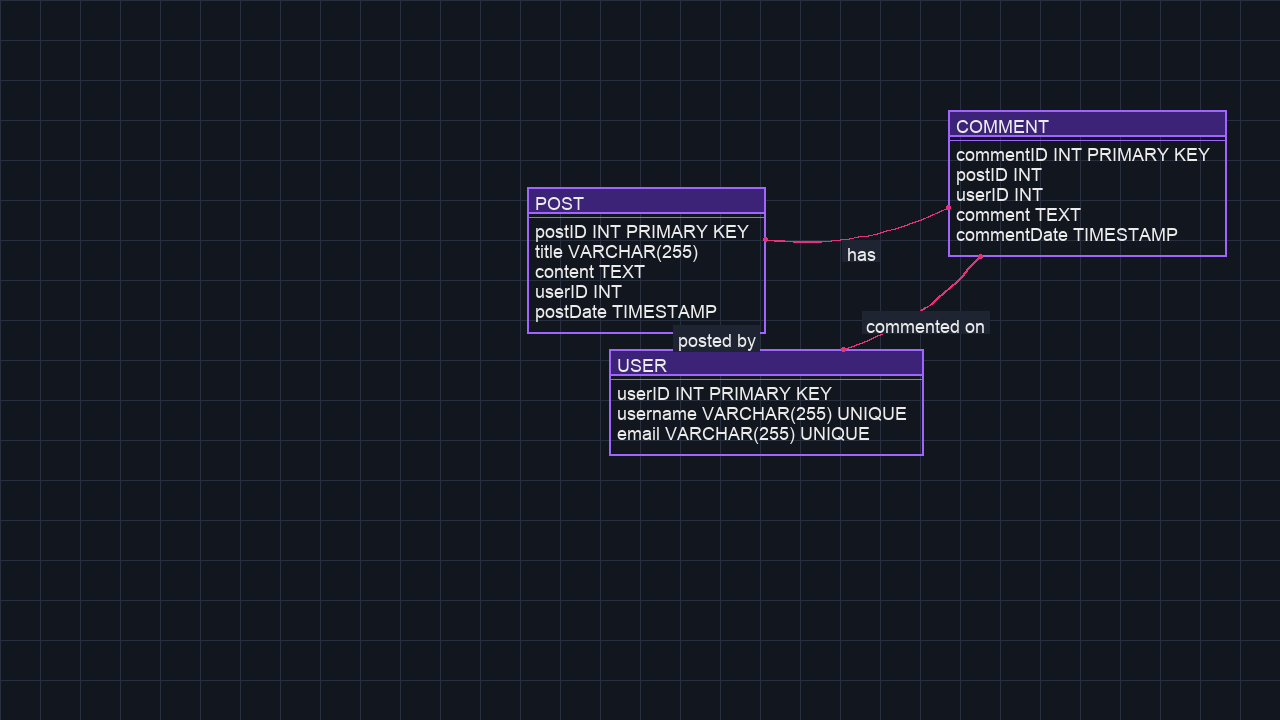 COMMENT
commentID INT PRIMARY KEY
postID INT
userID INT
comment TEXT
commentDate TIMESTAMP
POST
postID INT PRIMARY KEY
title VARCHAR(255)
content TEXT
userID INT
postDate TIMESTAMP
has
commented on
posted by
USER
userID INT PRIMARY KEY
username VARCHAR(255) UNIQUE
email VARCHAR(255) UNIQUE